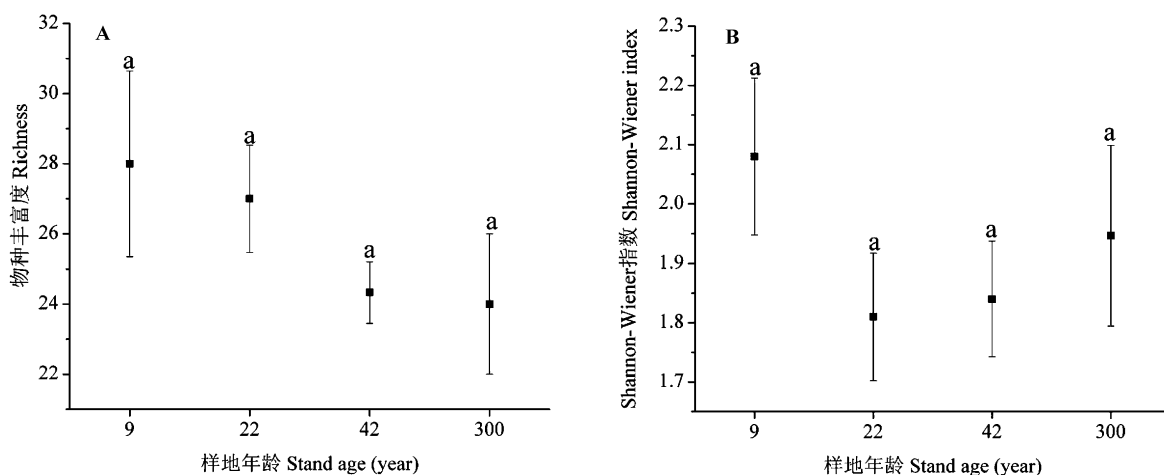 A
物种丰富度 Richness
32
30
28
26
24
22
a
a
a
a
9
22
42
300
样地年龄 Stand age (year)
B
Shannon-Wiener指数 Shannon-Wiener index
2.3
2.2
2.1
2.0
1.9
1.8
1.7
a
a
a
a
9
22
42
300
样地年龄 Stand age (year)